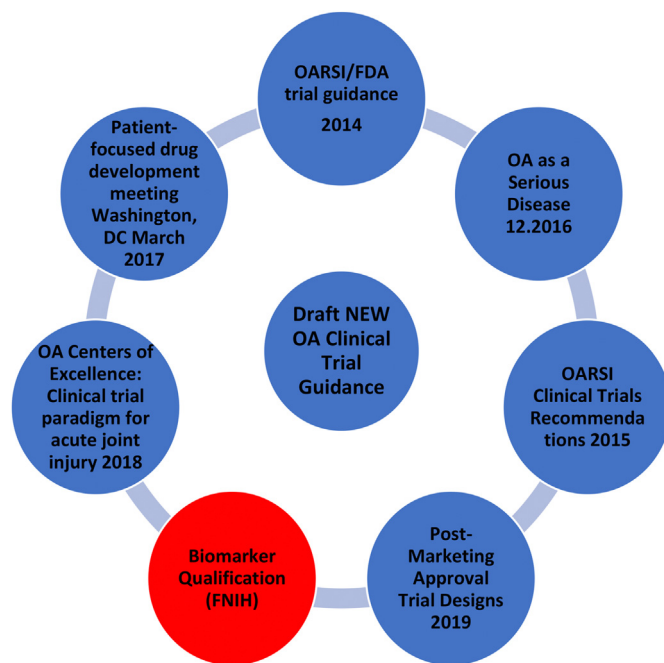 OARSI/FDA
trial guidance
2014
OA as a
Serious
Disease
12.2016
OARSI
Clinical Trials
Recommenda
tions 2015
Post-
Marketing
Approval
Trial Designs
2019
Biomarker
Qualification
(FNIH)
OA Centers of
Excellence:
Clinical trial
paradigm for
acute joint
injury 2018
Patient-
focused drug
development
meeting
Washington,
DC March
2017
Draft NEW
OA Clinical
Trial
Guidance